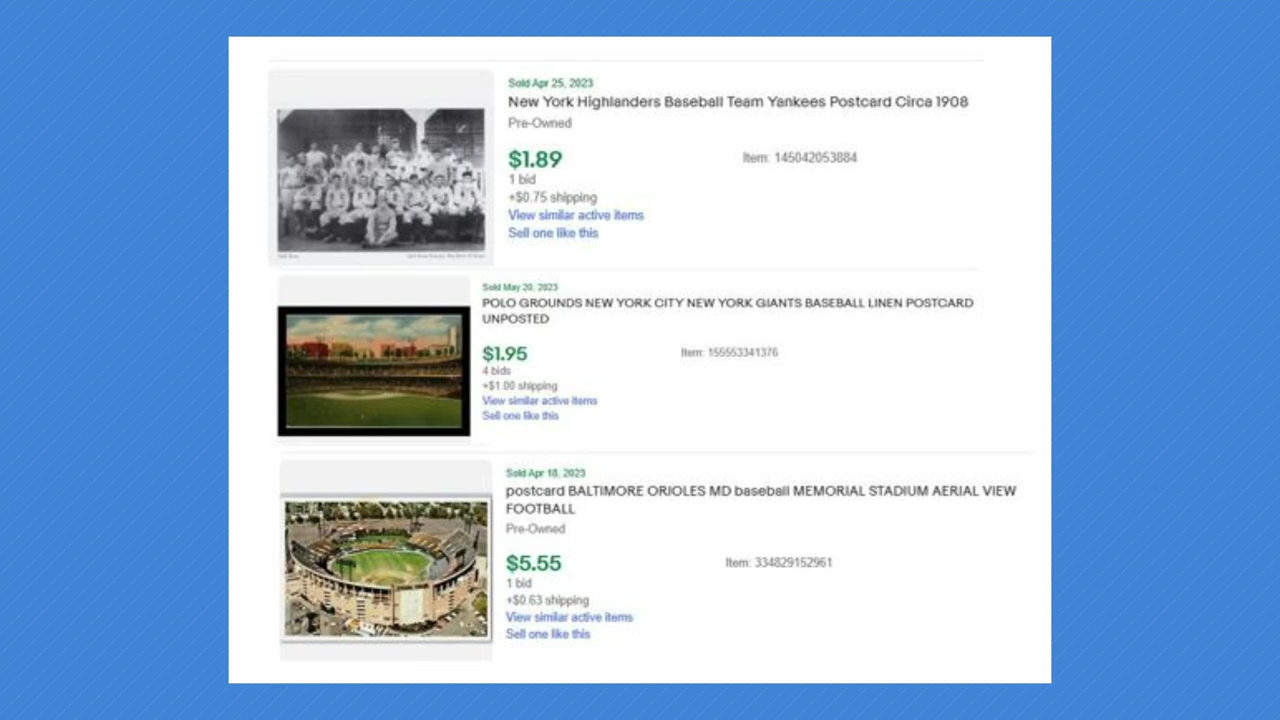 Sold Apr 25, 2023
New York Highlanders Baseball Team Yankees Postcard Circa 1908
Pre-Owned
$1.89
Item: 145042053884
1 bid
+$0.75 shipping
View similar active items
Sell one like this
Sold May 20, 2023
POLO GROUNDS NEW YORK CITY NEW YORK GIANTS BASEBALL LINEN POSTCARD
UNPOSTED
$1.95
Item: 155553341376
4 bids
+$1.00 shipping
View similar active items
Sell one like this
Sold Apr 18, 2023
postcard BALTIMORE ORIOLES MD baseball MEMORIAL STADIUM AERIAL VIEW
FOOTBALL
Pre-Owned
$5.55
Item: 334829152961
1 bid
+$0.63 shipping
View similar active items
Sell one like this